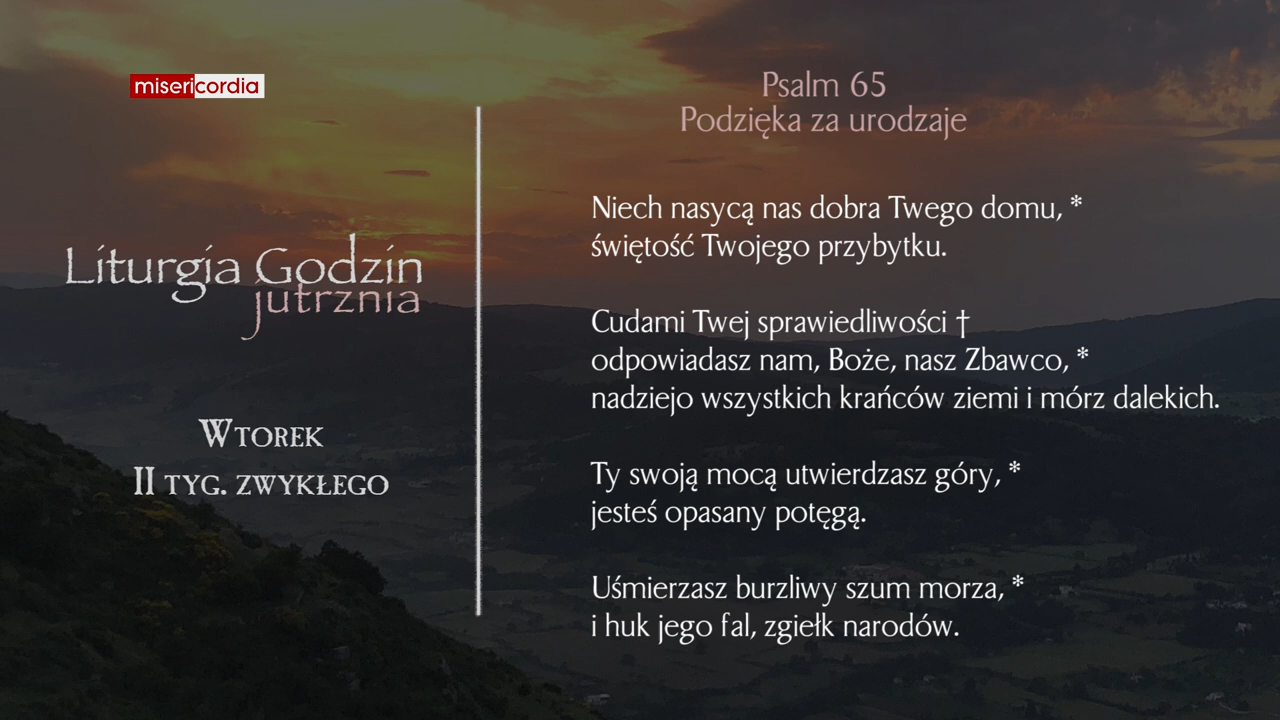 misericordia
Liturgia Godzin
jutrznia
Wtorek
II tyg. zwykłego
Psalm 65
Podzięka za urodzaje
Niech nasycą nas dobra Twego domu, *
świętość Twojego przybytku.
Cudami Twej sprawiedliwości †
odpowiadasz nam, Boże, nasz Zbawco, *
nadziejo wszystkich krańców ziemi i mórz dalekich.
Ty swoją mocą utwierdzasz góry, *
jesteś opasany potęgą.
Uśmierzasz burzliwy szum morza, *
i huk jego fal, zgiełk narodów.